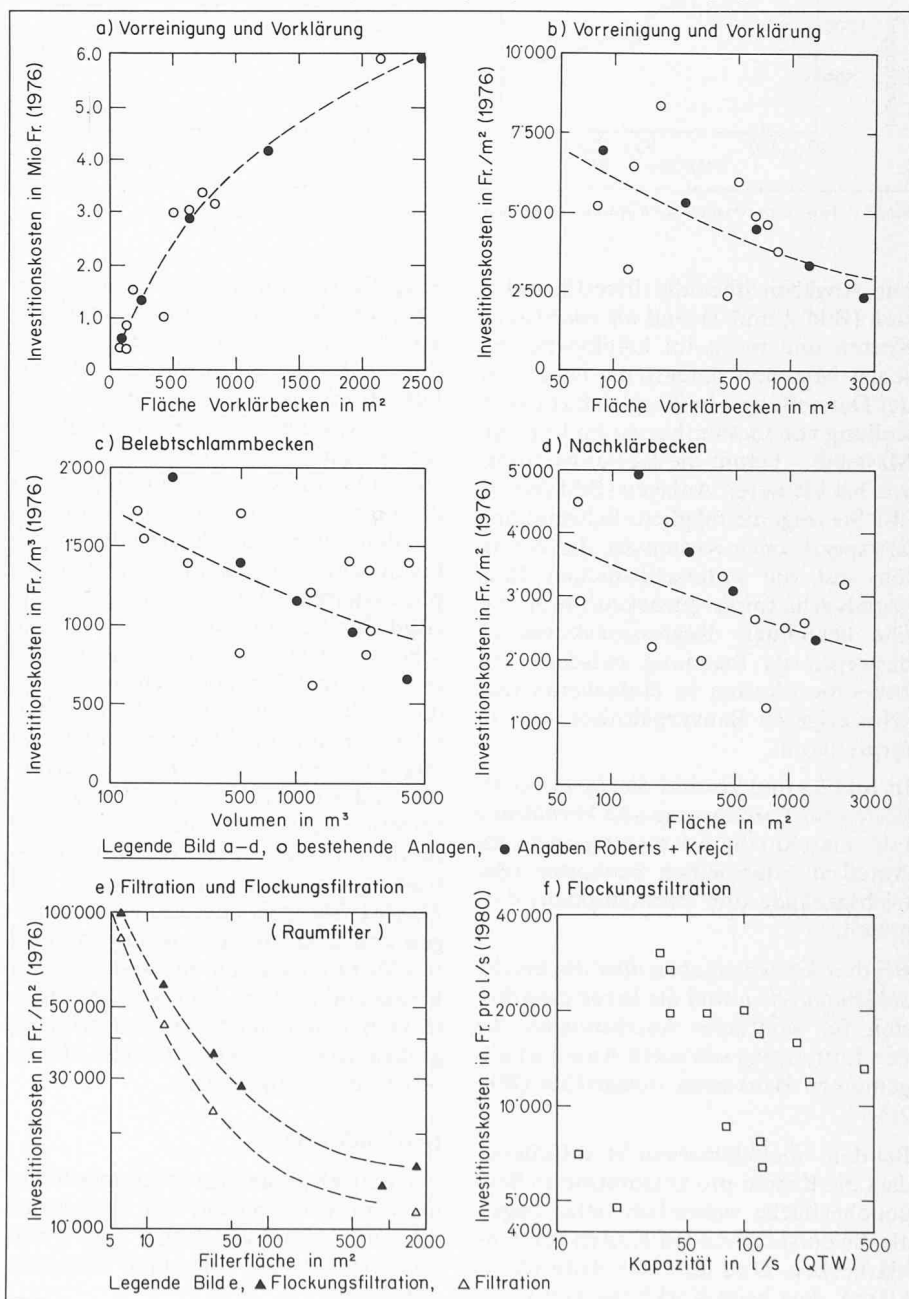 a) Vorreinigung und Vorklärung
Investitionskosten in Mio Fr. (1976)
6.0
5.0
4.0
3.0
2.0
1.0
0
0 500 1000 1500 2000 2500
Fläche Vorklärbecken in m²
b) Vorreinigung und Vorklärung
Investitionskosten in Fr./m² (1976)
10'000
7'500
5'000
2'500
0
50 100 500 1000 3000
Fläche Vorklärbecken in m²
c) Belebtschlammbecken
Investitionskosten in Fr./m³ (1976)
2'000
1500
1000
500
0
100 500 1000 5000
Volumen in m³
d) Nachklärbecken
Investitionskosten in Fr./m² (1976)
5'000
4'000
3'000
2'000
1'000
0
50 100 500 1000 3000
Fläche in m²
Legende Bild a–d, o bestehende Anlagen, ● Angaben Roberts + Krejci
e) Filtration und Flockungsfiltration
(Raumfilter)
Investitionskosten in Fr./m² (1976)
100'000
50'000
30'000
10'000
5 10 50 100 500 1000 2000
Filterfläche in m²
Legende Bild e, ▲ Flockungsfiltration, △ Filtration
f) Flockungsfiltration
Investitionskosten in Fr. pro l/s (1980)
40'000
20'000
10'000
5'000
4'000
10 50 100 500
Kapazität in l/s (QTW)